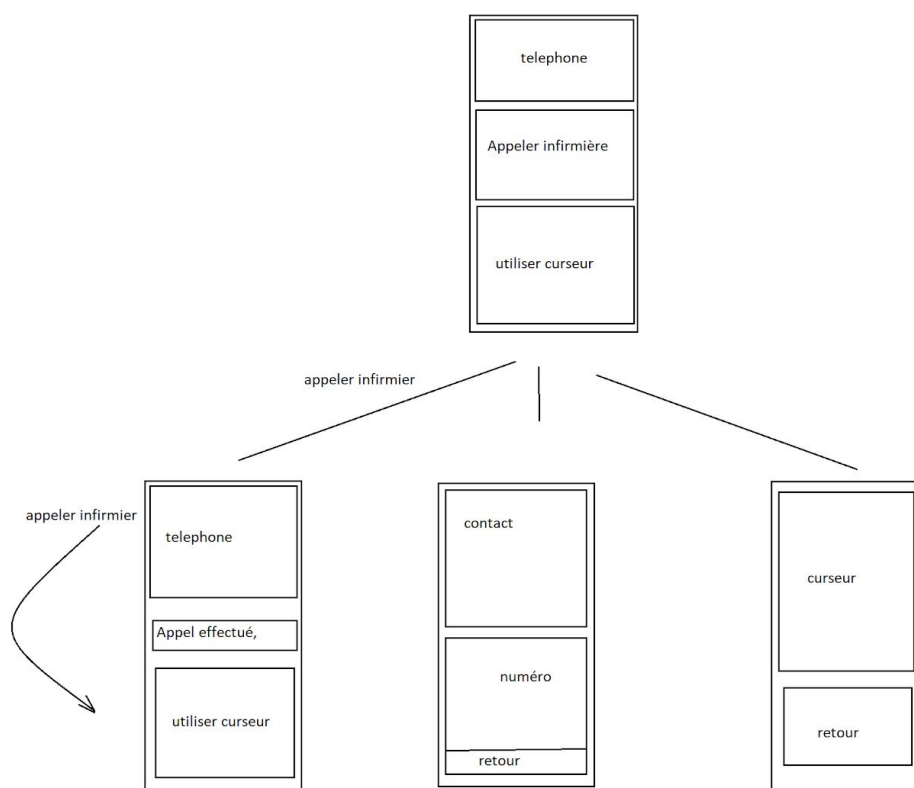 telephone
Appeler infirmière
utiliser curseur
appeler infirmier
appeler infirmier
telephone
Appel effectué,
utiliser curseur
contact
numéro
retour
curseur
retour